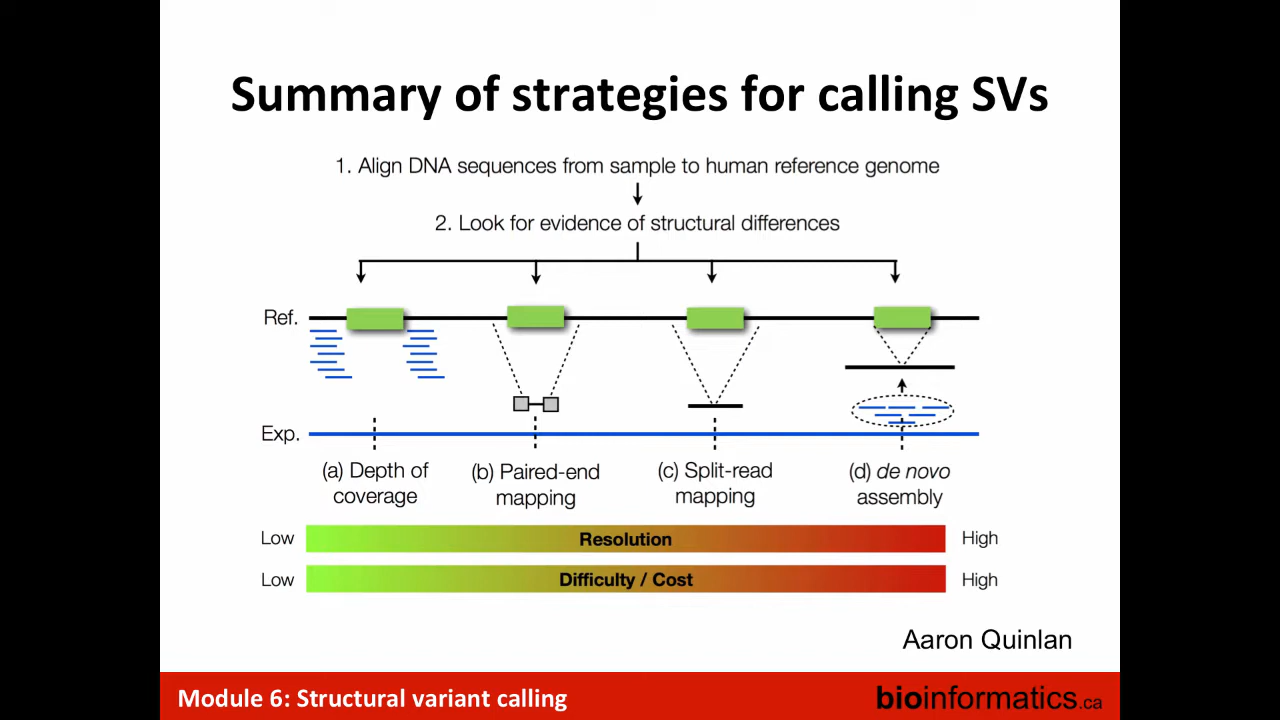 Summary of strategies for calling SVs
1. Align DNA sequences from sample to human reference genome
2. Look for evidence of structural differences
Ref.
Exp.
(a) Depth of
coverage
(b) Paired-end
mapping
(c) Split-read
mapping
(d) de novo
assembly
Low Resolution High
Low Difficulty / Cost High
Aaron Quinlan
Module 6: Structural variant calling
bioinformatics.ca